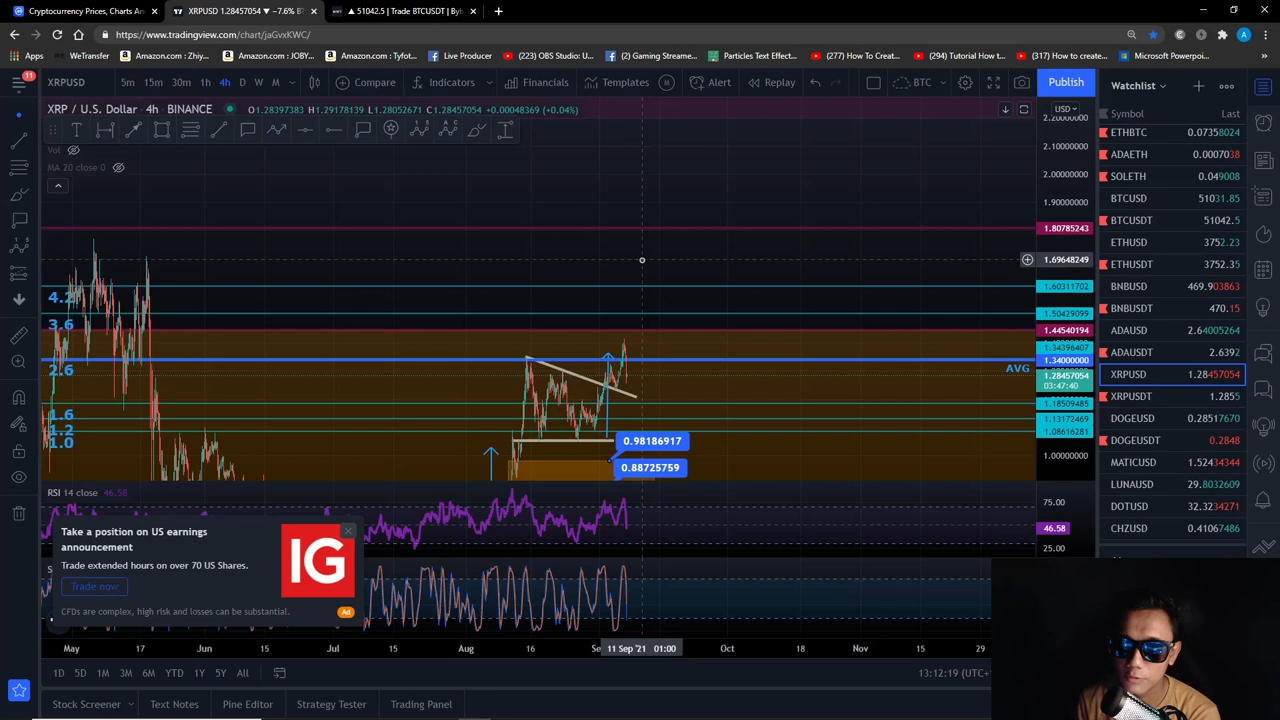 Cryptocurrency Prices, Charts An
XRPUSD 1.28457054 ▼ −7.6% BT
▲ 51042.5 | Trade BTCUSDT | Byb
https://www.tradingview.com/chart/jaGvxKWC/
Apps
WeTransfer
Amazon.com : Zhiy...
Amazon.com : JOBY...
Amazon.com : Tyfot...
Live Producer
(223) OBS Studio: U...
(2) Gaming Streame...
Particles Text Effect...
(277) How To Creat...
(294) Tutorial How t...
(317) How to create...
Microsoft Powerpoi...
11
XRPUSD
5m 15m 30m 1h 4h D W M
Compare
Indicators
Financials
Templates
Alert
Replay
BTC
Publish
Watchlist
XRP / U.S. Dollar · 4h · BINANCE
O1.28397383 H1.29178139 L1.28052671 C1.28457054 +0.00048369 (+0.04%)
Vol
MA 20 close 0
USD
2.20000000
2.10000000
2.00000000
1.90000000
1.80785243
1.69648249
1.60311702
1.50429099
1.44540194
1.34396407
1.34000000
1.28457054
03:47:40
1.18509485
1.13172469
1.08616281
1.00000000
AVG
4.2
3.6
2.6
1.6
1.2
1.0
0.98186917
0.88725759
Symbol Last
ETHBTC 0.07358024
ADAETH 0.0007038
SOLETH 0.049008
BTCUSD 51031.85
BTCUSDT 51042.5
ETHUSD 3752.23
ETHUSDT 3752.35
BNBUSD 469.903863
BNBUSDT 470.15
ADAUSD 2.64005264
ADAUSDT 2.6392
XRPUSD 1.28457054
XRPUSDT 1.2855
DOGEUSD 0.28517670
DOGEUSDT 0.2848
MATICUSD 1.52434344
LUNAUSD 29.8032609
DOTUSD 32.32334271
CHZUSD 0.41067486
RSI 14 close 46.58
75.00
46.58
25.00
Take a position on US earnings
announcement
Trade extended hours on over 70 US Shares.
Trade now
CFDs are complex, high risk and losses can be substantial.
IG
Ad
May 17 Jun 15 Jul 15 Aug 16 11 Sep '21 01:00 Oct Nov 15 29
1D 5D 1M 3M 6M YTD 1Y 5Y All
Stock Screener
Text Notes
Pine Editor
Strategy Tester
Trading Panel